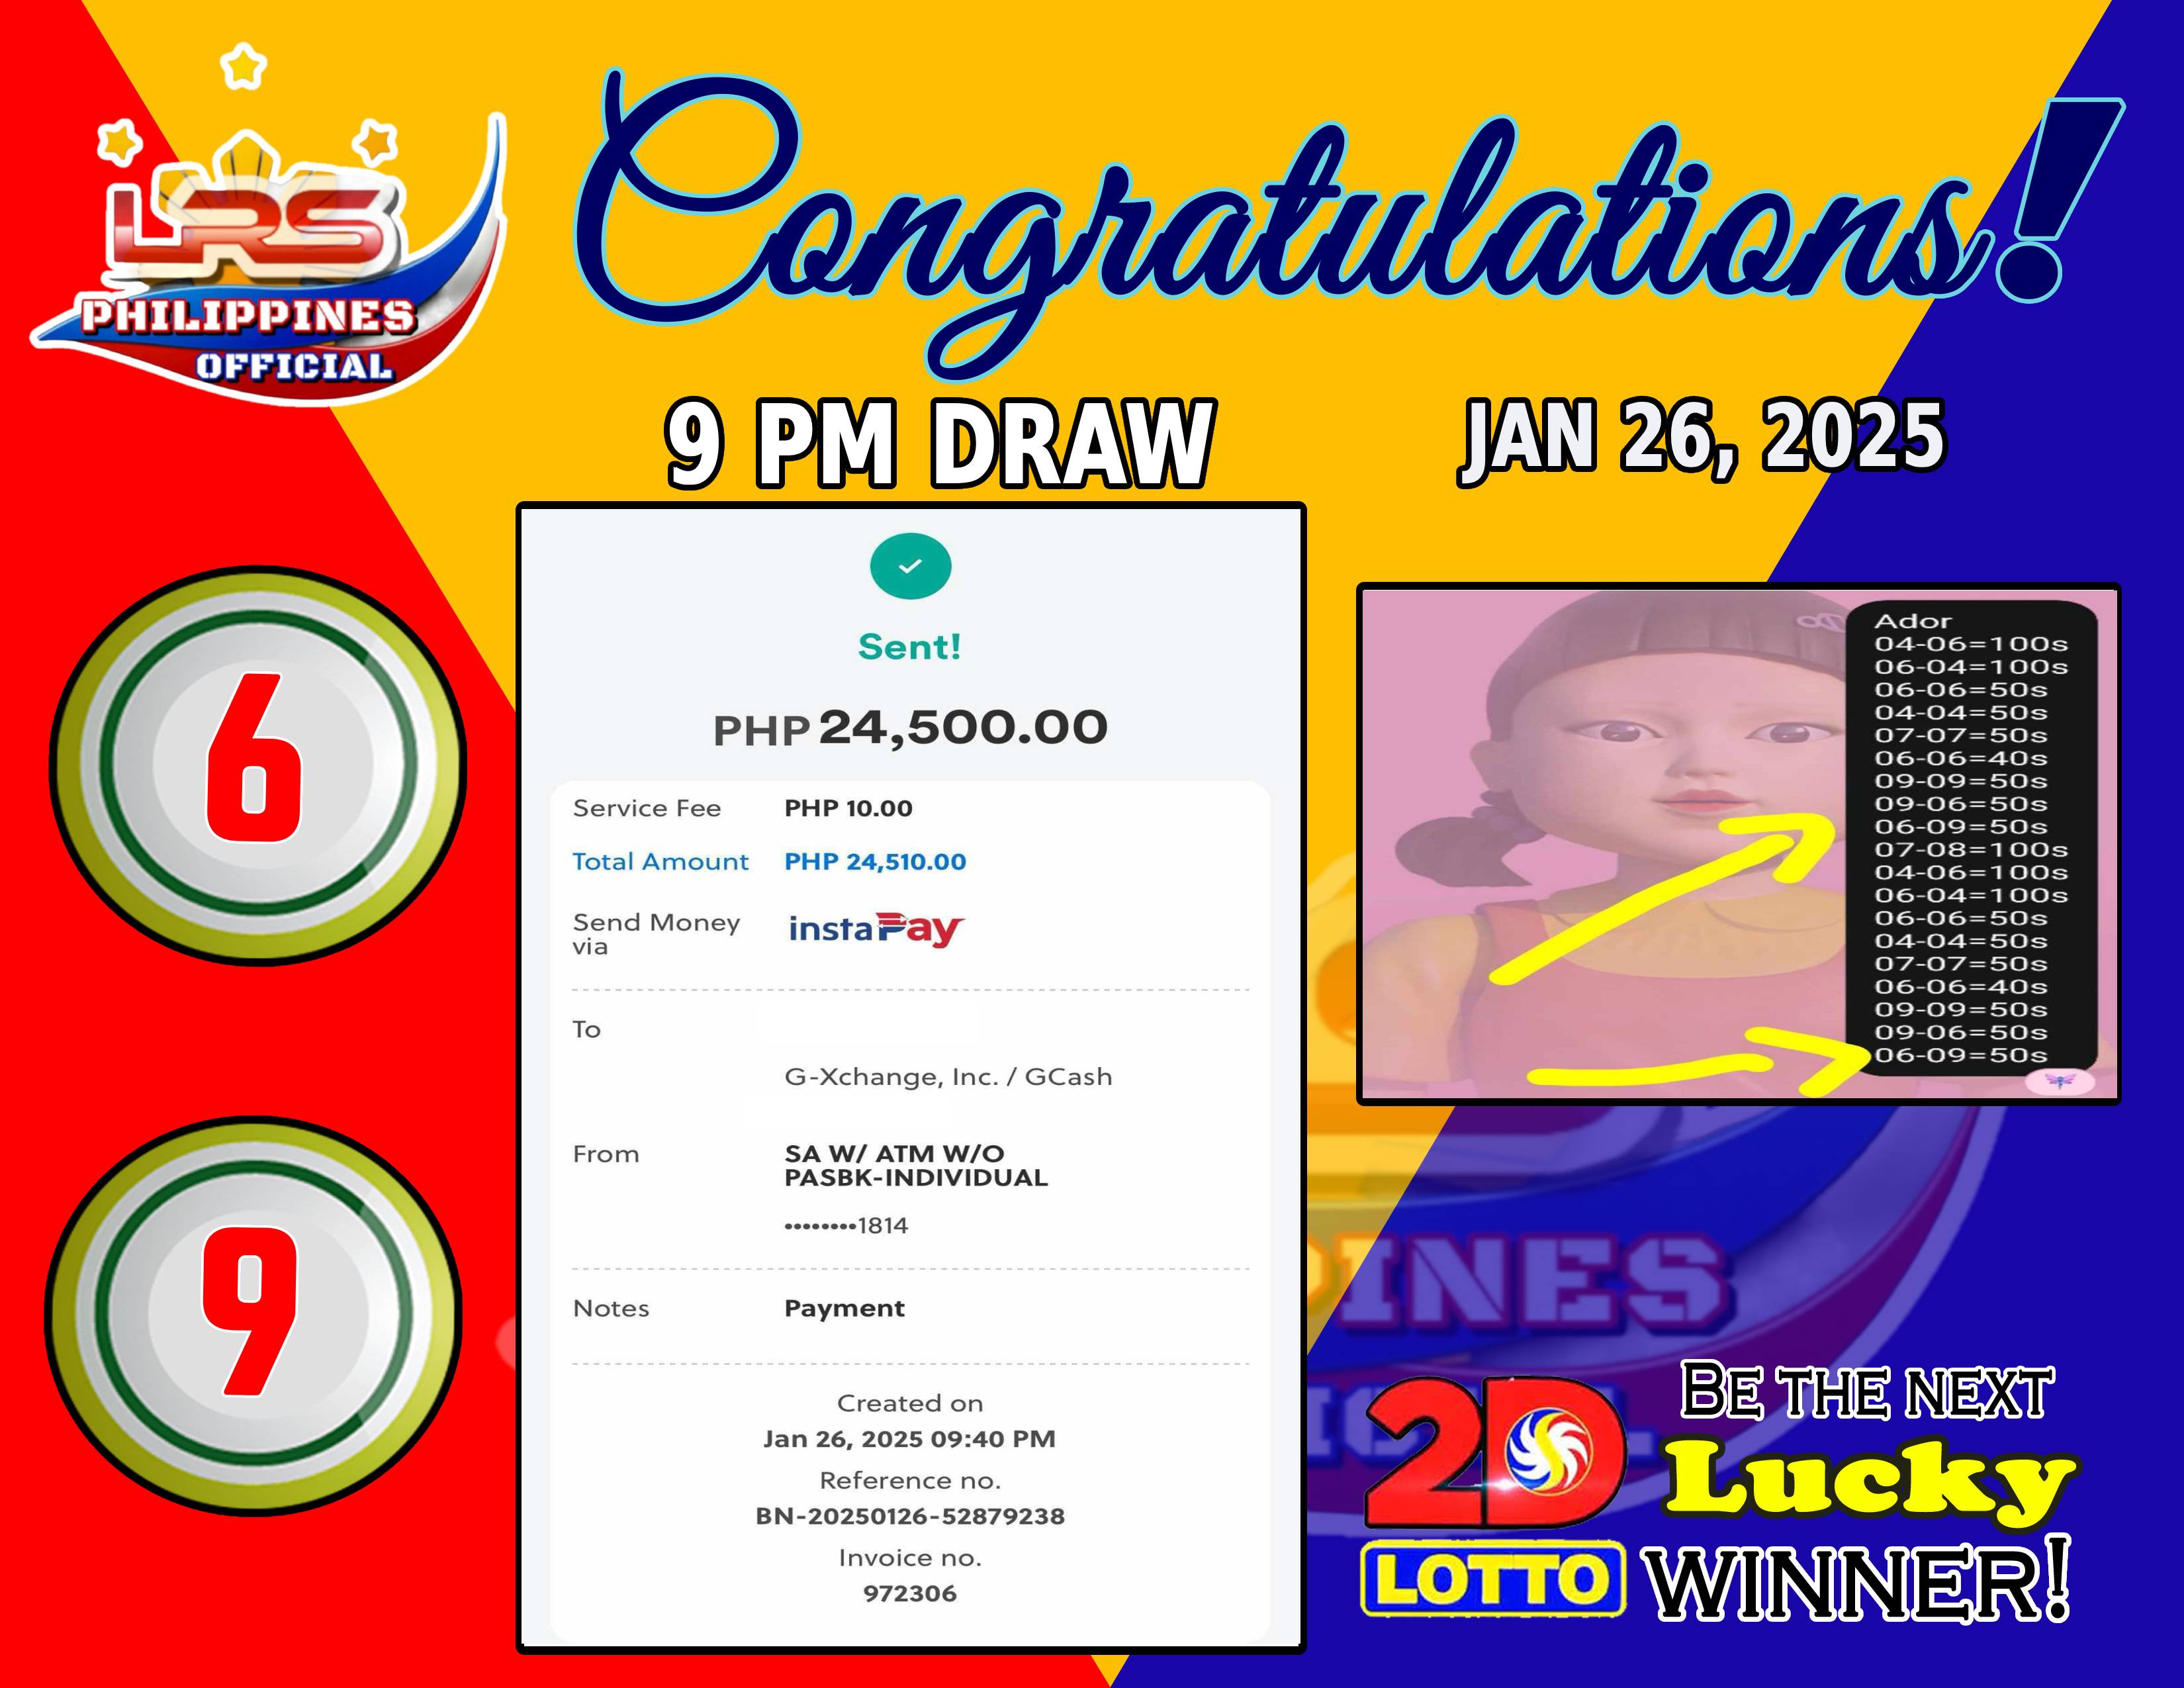 LRS
PHILIPPINES
OFFICIAL
Congratulations!
9 PM DRAW
JAN 26, 2025
6
9
Sent!
PHP 24,500.00
Service Fee PHP 10.00
Total Amount PHP 24,510.00
Send Money via instaPay
To
G-Xchange, Inc. / GCash
From SA W/ ATM W/O
PASBK-INDIVIDUAL
••••••••1814
Notes Payment
Created on
Jan 26, 2025 09:40 PM
Reference no.
BN-20250126-52879238
Invoice no.
972306
Ador
04-06=100s
06-04=100s
06-06=50s
04-04=50s
07-07=50s
06-06=40s
09-09=50s
09-06=50s
06-09=50s
07-08=100s
04-06=100s
06-04=100s
06-06=50s
04-04=50s
07-07=50s
06-06=40s
09-09=50s
09-06=50s
06-09=50s
PINES
2D
LOTTO
BE THE NEXT
Lucky
WINNER!